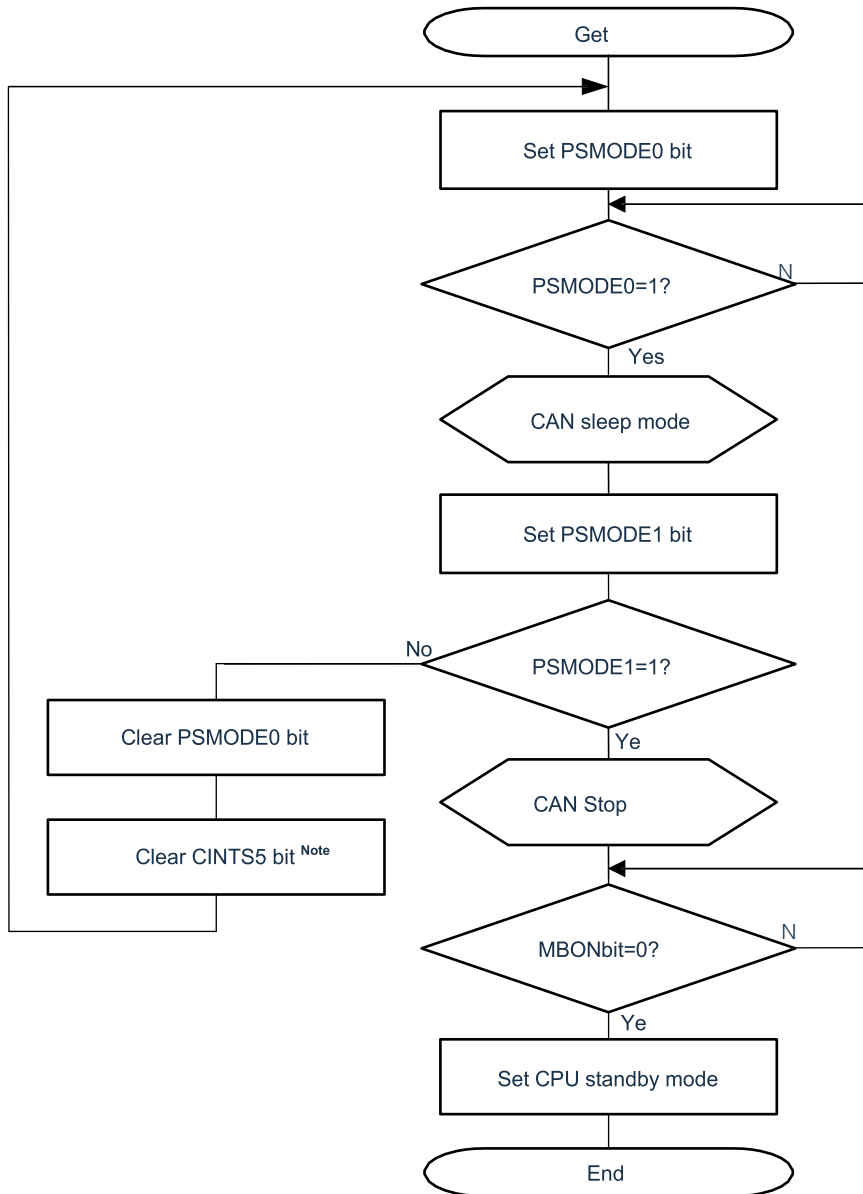 Get
Set PSMODE0 bit
PSMODE0=1?
N
Yes
CAN sleep mode
Set PSMODE1 bit
No
PSMODE1=1?
Clear PSMODE0 bit
Ye
CAN Stop
Clear CINTS5 bit Note
MBONbit=0?
N
Ye
Set CPU standby mode
End